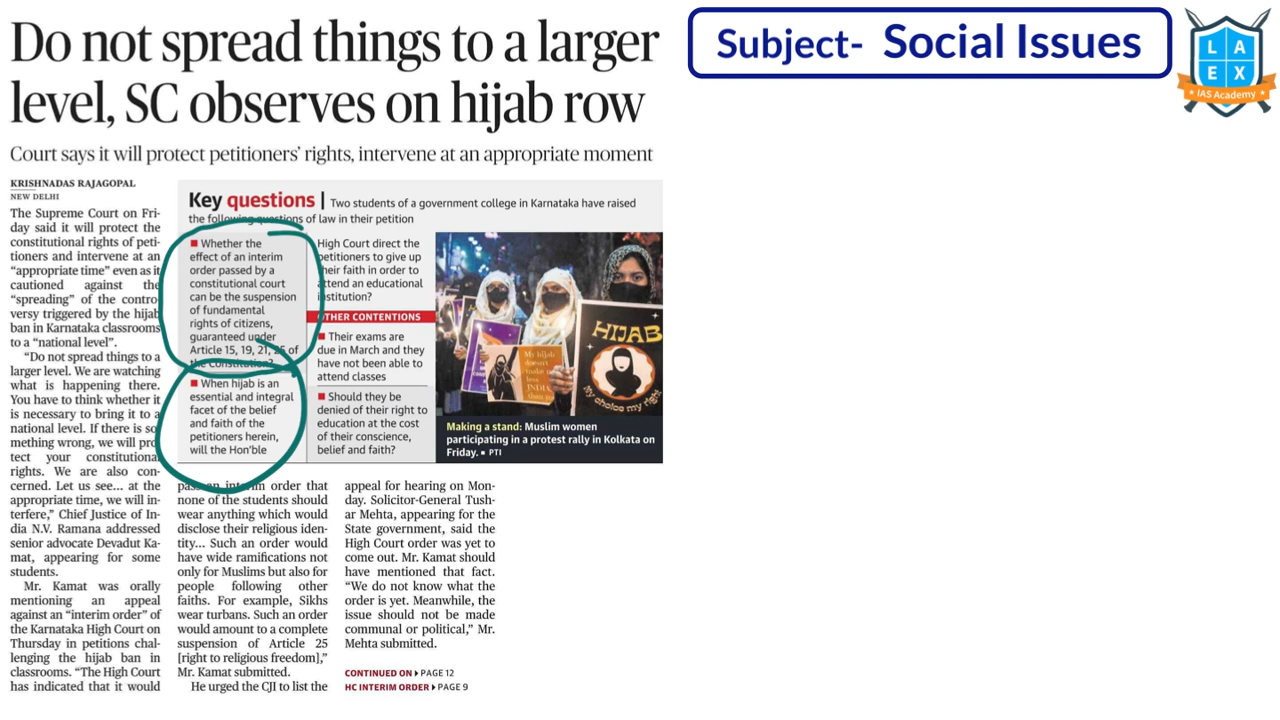 Do not spread things to a larger
level, SC observes on hijab row
Court says it will protect petitioners' rights, intervene at an appropriate moment
KRISHNADAS RAJAGOPAL
NEW DELHI
The Supreme Court on Fri-
day said it will protect the
constitutional rights of peti-
tioners and intervene at an
"appropriate time" even as it
cautioned against the
"spreading" of the contro-
versy triggered by the hijab
ban in Karnataka classrooms
to a "national level".
"Do not spread things to a
larger level. We are watching
what is happening there.
You have to think whether it
is necessary to bring it to a
national level. If there is so-
mething wrong, we will pro-
tect your constitutional
rights. We are also con-
cerned. Let us see... at the
appropriate time, we will in-
terfere," Chief Justice of In-
dia N.V. Ramana addressed
senior advocate Devadut Ka-
mat, appearing for some
students.
Mr. Kamat was orally
mentioning an appeal
against an "interim order" of
the Karnataka High Court on
Thursday in petitions chal-
lenging the hijab ban in
classrooms. "The High Court
has indicated that it would
Key questions | Two students of a government college in Karnataka have raised
the following questions of law in their petition
■ Whether the
effect of an interim
order passed by a
constitutional court
can be the suspension
of fundamental
rights of citizens,
guaranteed under
Article 15, 19, 21, 25 of
the Constitution?
■ When hijab is an
essential and integral
facet of the belief
and faith of the
petitioners herein,
will the Hon'ble
High Court direct the
petitioners to give up
their faith in order to
attend an educational
institution?
OTHER CONTENTIONS
■ Their exams are
due in March and they
have not been able to
attend classes
■ Should they be
denied of their right to
education at the cost
of their conscience,
belief and faith?
HIJAB
My choice my right
My hijab
doesn't
make
less
INDIA
than
Making a stand: Muslim women
participating in a protest rally in Kolkata on
Friday. ■ PTI
pass an interim order that
none of the students should
wear anything which would
disclose their religious iden-
tity... Such an order would
have wide ramifications not
only for Muslims but also for
people following other
faiths. For example, Sikhs
wear turbans. Such an order
would amount to a complete
suspension of Article 25
[right to religious freedom],"
Mr. Kamat submitted.
He urged the CJI to list the
appeal for hearing on Mon-
day. Solicitor-General Tush-
ar Mehta, appearing for the
State government, said the
High Court order was yet to
come out. Mr. Kamat should
have mentioned that fact.
"We do not know what the
order is yet. Meanwhile, the
issue should not be made
communal or political," Mr.
Mehta submitted.
CONTINUED ON ▸ PAGE 12
HC INTERIM ORDER ▸ PAGE 9
Subject- Social Issues
L A
E X
IAS Academy